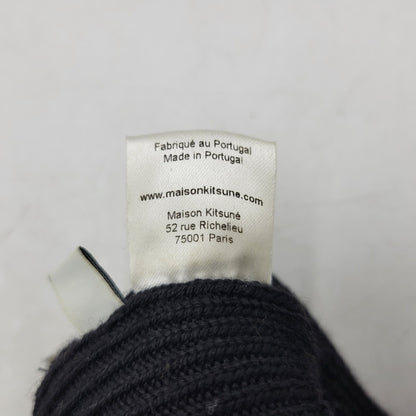 Fabriqué au Portugal
Made in Portugal
www.maisonkitsune.com
Maison Kitsuné
52 rue Richelieu
75001 Paris